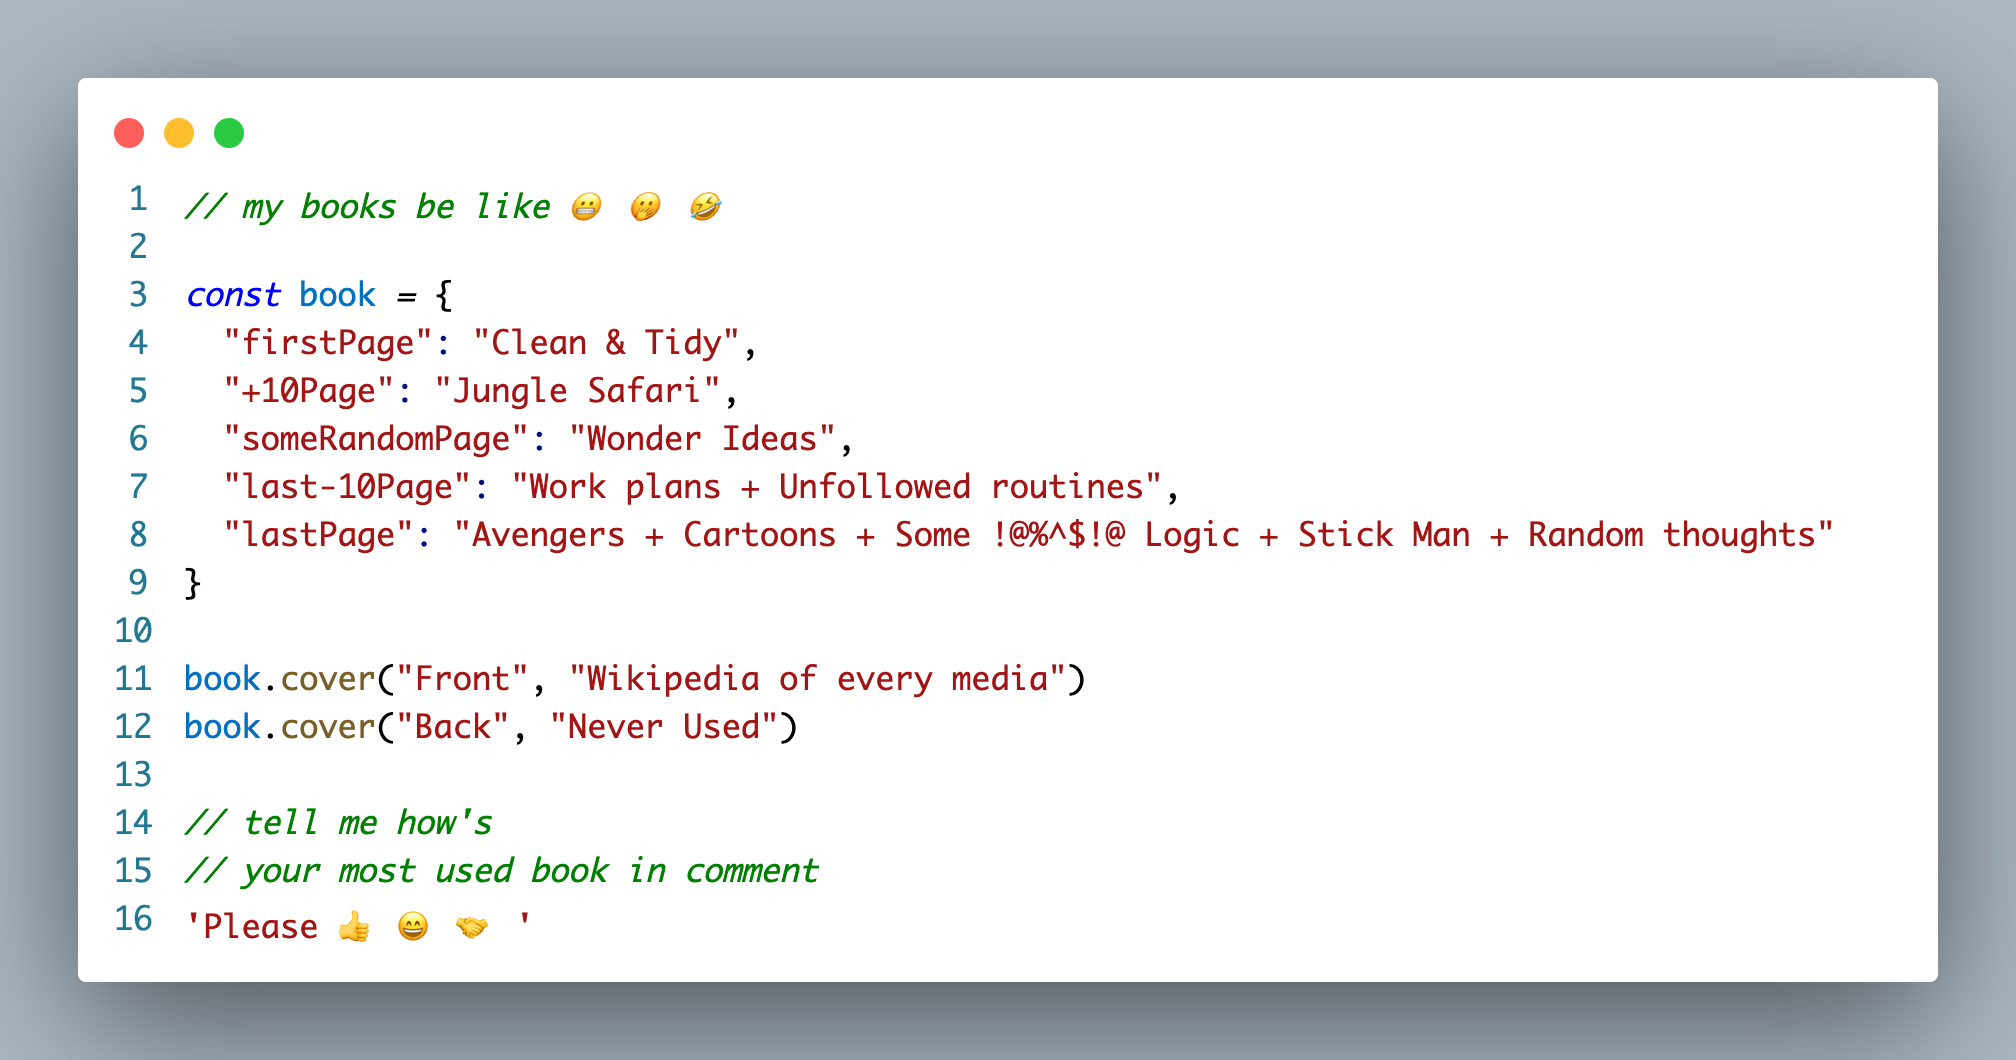 1 // my books be like 😬 🤭 🤣
2
3 const book = {
4   "firstPage": "Clean & Tidy",
5   "+10Page": "Jungle Safari",
6   "someRandomPage": "Wonder Ideas",
7   "last-10Page": "Work plans + Unfollowed routines",
8   "lastPage": "Avengers + Cartoons + Some !@%^$!@ Logic + Stick Man + Random thoughts"
9 }
10
11 book.cover("Front", "Wikipedia of every media")
12 book.cover("Back", "Never Used")
13
14 // tell me how's
15 // your most used book in comment
16 'Please 👍 😄 🤝 '